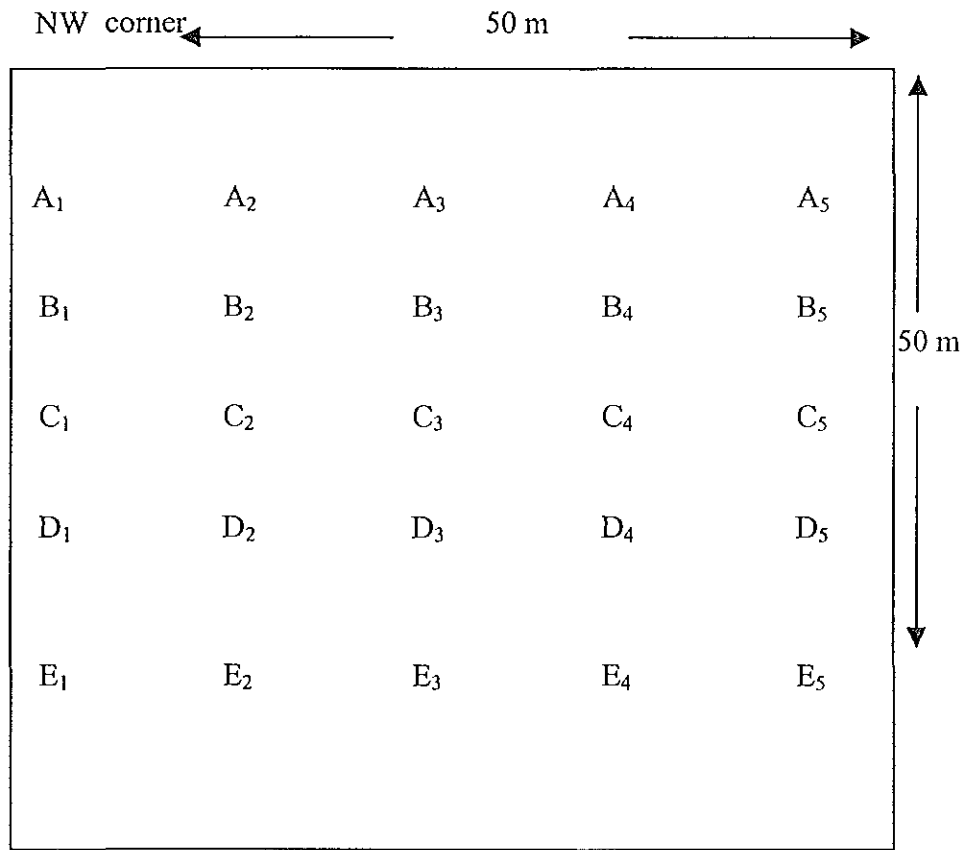 NW corner 50 m
A₁ A₂ A₃ A₄ A₅
B₁ B₂ B₃ B₄ B₅
50 m
C₁ C₂ C₃ C₄ C₅
D₁ D₂ D₃ D₄ D₅
E₁ E₂ E₃ E₄ E₅